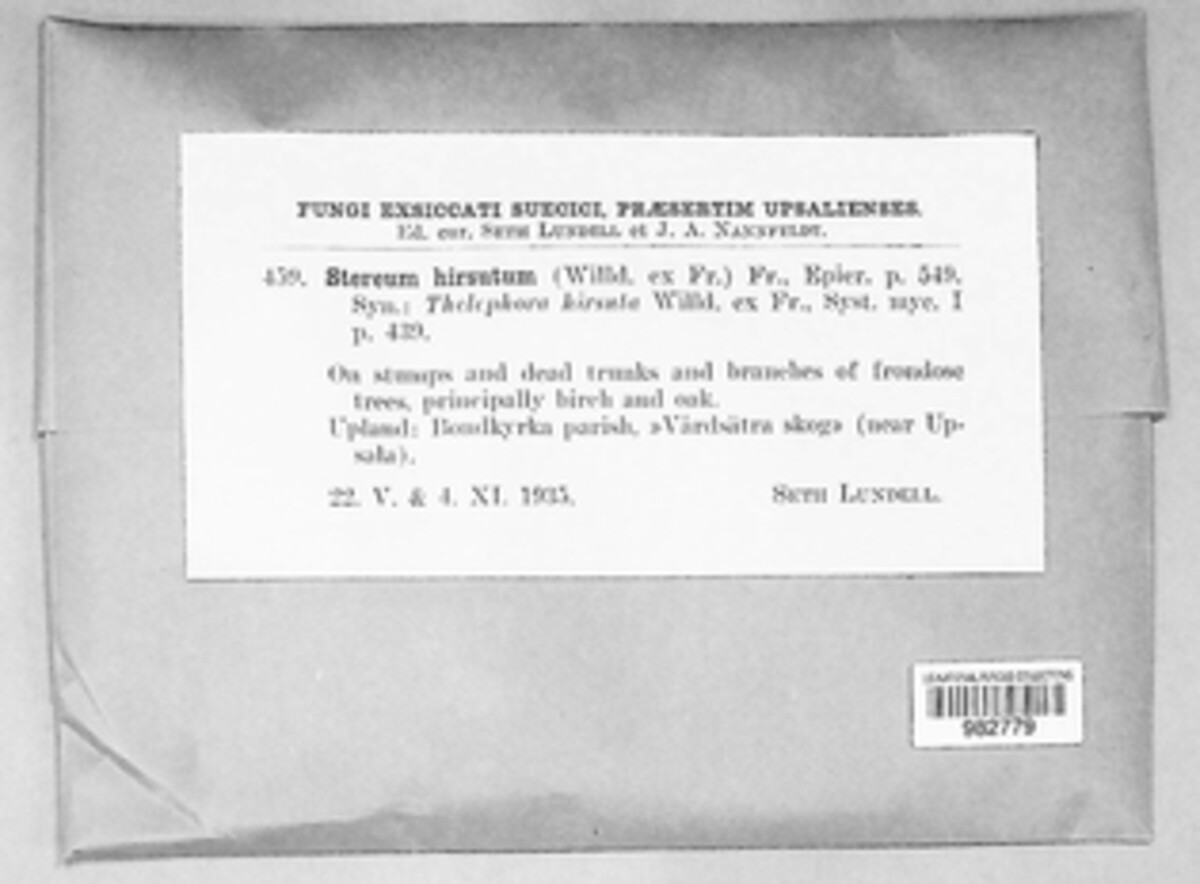 FUNGI EXSICCATI SUECICI, PRÆSERTIM UPSALIENSES.
Ed. cur. SETH LUNDELL et J. A. NANNFELDT.
459. Stereum hirsutum (Willd. ex Fr.) Fr., Epicr. p. 549.
Syn.: Thelephora hirsuta Willd. ex Fr., Syst. myc. I
p. 439.
On stumps and dead trunks and branches of frondose
trees, principally birch and oak.
Upland: Bondkyrka parish, »Vårdsätra skog» (near Up-
sala).
22. V. & 4. XI. 1935. SETH LUNDELL.
982779